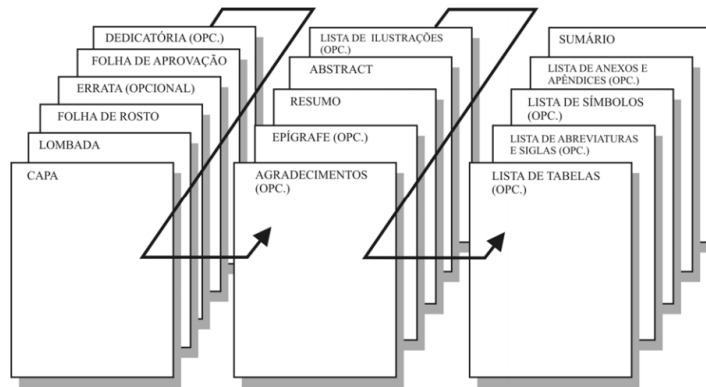 DEDICATÓRIA (OPC.)
FOLHA DE APROVAÇÃO
ERRATA (OPCIONAL)
FOLHA DE ROSTO
LOMBADA
CAPA
LISTA DE ILUSTRAÇÕES
(OPC.)
ABSTRACT
RESUMO
EPÍGRAFE (OPC.)
AGRADECIMENTOS
(OPC.)
SUMÁRIO
LISTA DE ANEXOS E
APÊNDICES (OPC.)
LISTA DE SÍMBOLOS
(OPC.)
LISTA DE ABREVIATURAS
E SIGLAS (OPC.)
LISTA DE TABELAS
(OPC.)